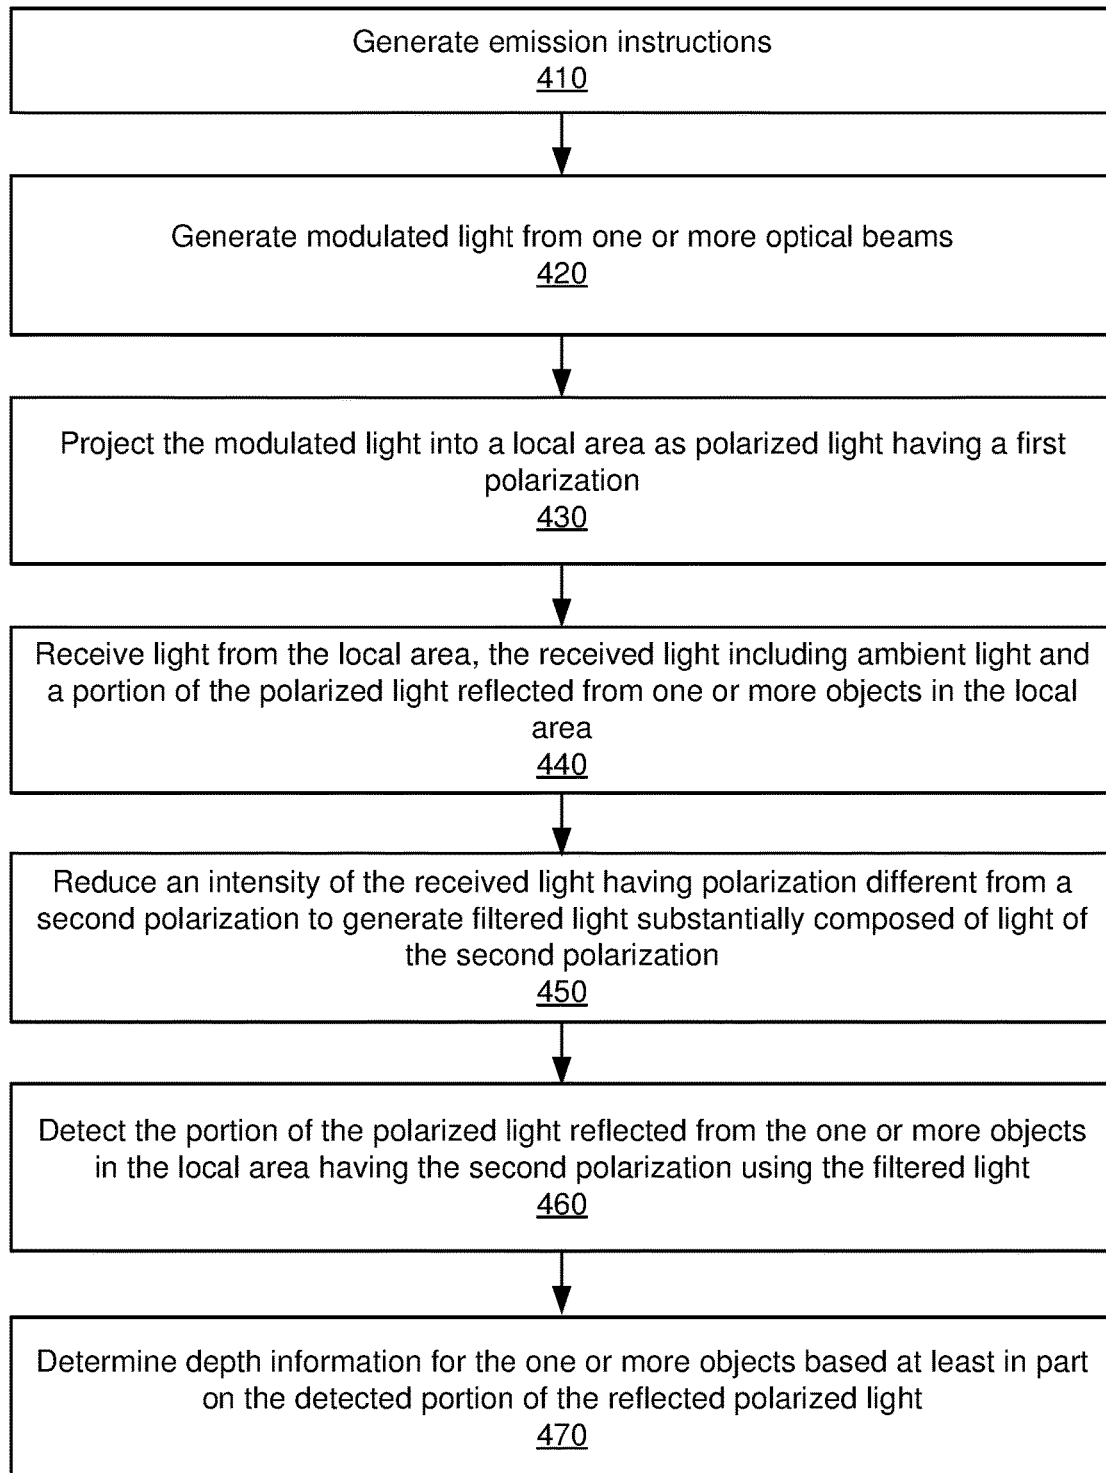 Generate emission instructions
410
Generate modulated light from one or more optical beams
420
Project the modulated light into a local area as polarized light having a first
polarization
430
Receive light from the local area, the received light including ambient light and
a portion of the polarized light reflected from one or more objects in the local
area
440
Reduce an intensity of the received light having polarization different from a
second polarization to generate filtered light substantially composed of light of
the second polarization
450
Detect the portion of the polarized light reflected from the one or more objects
in the local area having the second polarization using the filtered light
460
Determine depth information for the one or more objects based at least in part
on the detected portion of the reflected polarized light
470